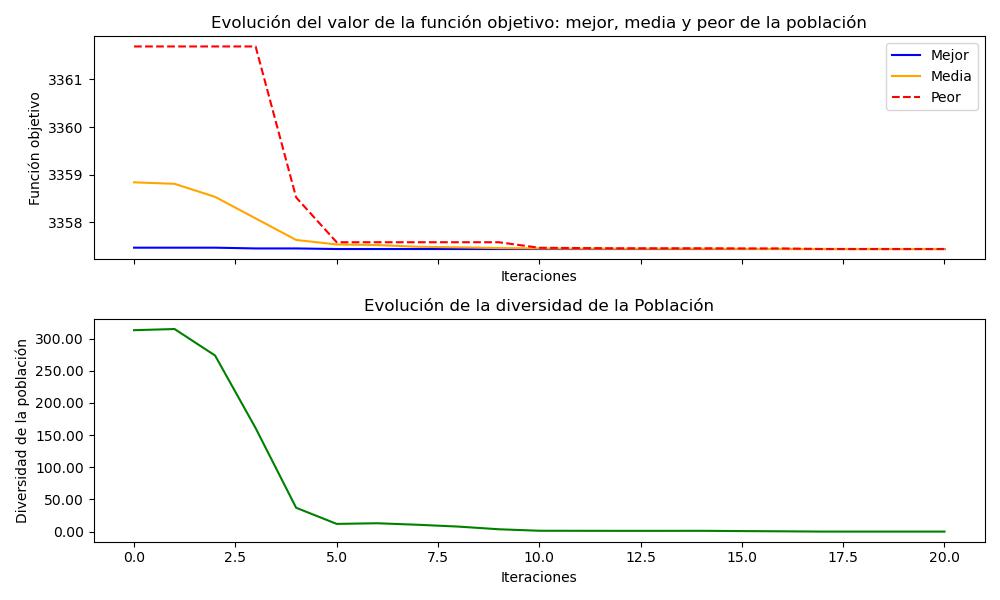 Evolución del valor de la función objetivo: mejor, media y peor de la población
Función objetivo
3361
3360
3359
3358
Mejor
Media
Peor
Iteraciones
Evolución de la diversidad de la Población
Diversidad de la población
300.00
250.00
200.00
150.00
100.00
50.00
0.00
0.0 2.5 5.0 7.5 10.0 12.5 15.0 17.5 20.0
Iteraciones